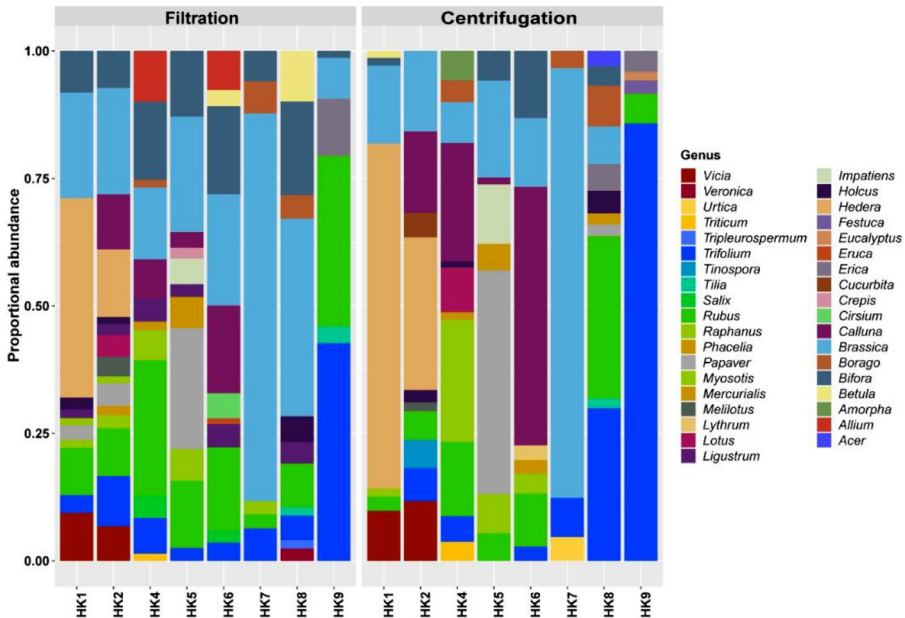 Filtration
Centrifugation
Proportional abundance
1.00
0.75
0.50
0.25
0.00
HK1
HK2
HK4
HK5
HK6
HK7
HK8
HK9
HK1
HK2
HK4
HK5
HK6
HK7
HK8
HK9
Genus
Vicia
Veronica
Urtica
Triticum
Tripleurospermum
Trifolium
Tinospora
Tilia
Salix
Rubus
Raphanus
Phacelia
Papaver
Myosotis
Mercurialis
Melilotus
Lythrum
Lotus
Ligustrum
Impatiens
Holcus
Hedera
Festuca
Eucalyptus
Eruca
Erica
Cucurbita
Crepis
Cirsium
Calluna
Brassica
Borago
Bifora
Betula
Amorpha
Allium
Acer